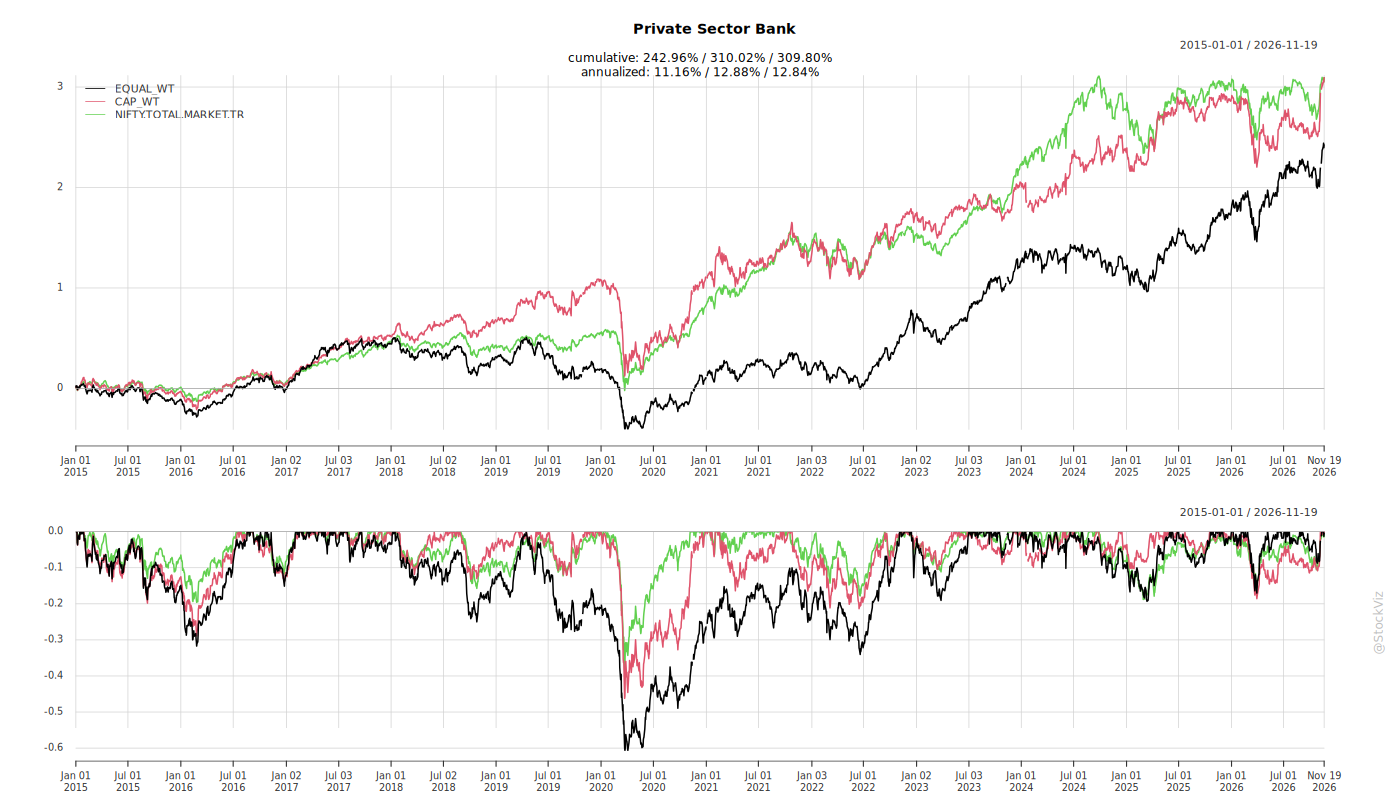 Private Sector Bank
2015-01-01 / 2026-11-19
cumulative: 242.96% / 310.02% / 309.80%
annualized: 11.16% / 12.88% / 12.84%
EQUAL_WT
CAP_WT
NIFTYTOTAL.MARKET.TR
3
2
1
0
Jan 01 Jul 01 Jan 01 Jul 01 Jan 02 Jul 03 Jan 01 Jul 02 Jan 01 Jul 01 Jan 01 Jul 01 Jan 01 Jul 01 Jan 03 Jul 01 Jan 02 Jul 03 Jan 01 Jul 01 Jan 01 Jul 01 Jan 01 Jul 01 Nov 19
2015 2015 2016 2016 2017 2017 2018 2018 2019 2019 2020 2020 2021 2021 2022 2022 2023 2023 2024 2024 2025 2025 2026 2026 2026
2015-01-01 / 2026-11-19
0.0
-0.1
-0.2
-0.3
-0.4
-0.5
-0.6
Jan 01 Jul 01 Jan 01 Jul 01 Jan 02 Jul 03 Jan 01 Jul 02 Jan 01 Jul 01 Jan 01 Jul 01 Jan 01 Jul 01 Jan 03 Jul 01 Jan 02 Jul 03 Jan 01 Jul 01 Jan 01 Jul 01 Jan 01 Jul 01 Nov 19
2015 2015 2016 2016 2017 2017 2018 2018 2019 2019 2020 2020 2021 2021 2022 2022 2023 2023 2024 2024 2025 2025 2026 2026 2026
@StockViz